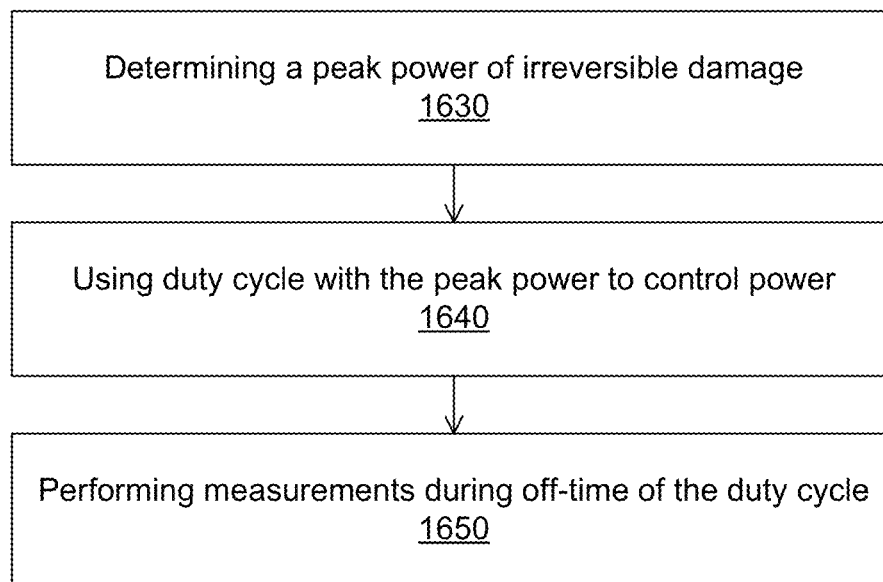 Determining a peak power of irreversible damage
1630
Using duty cycle with the peak power to control power
1640
Performing measurements during off-time of the duty cycle
1650